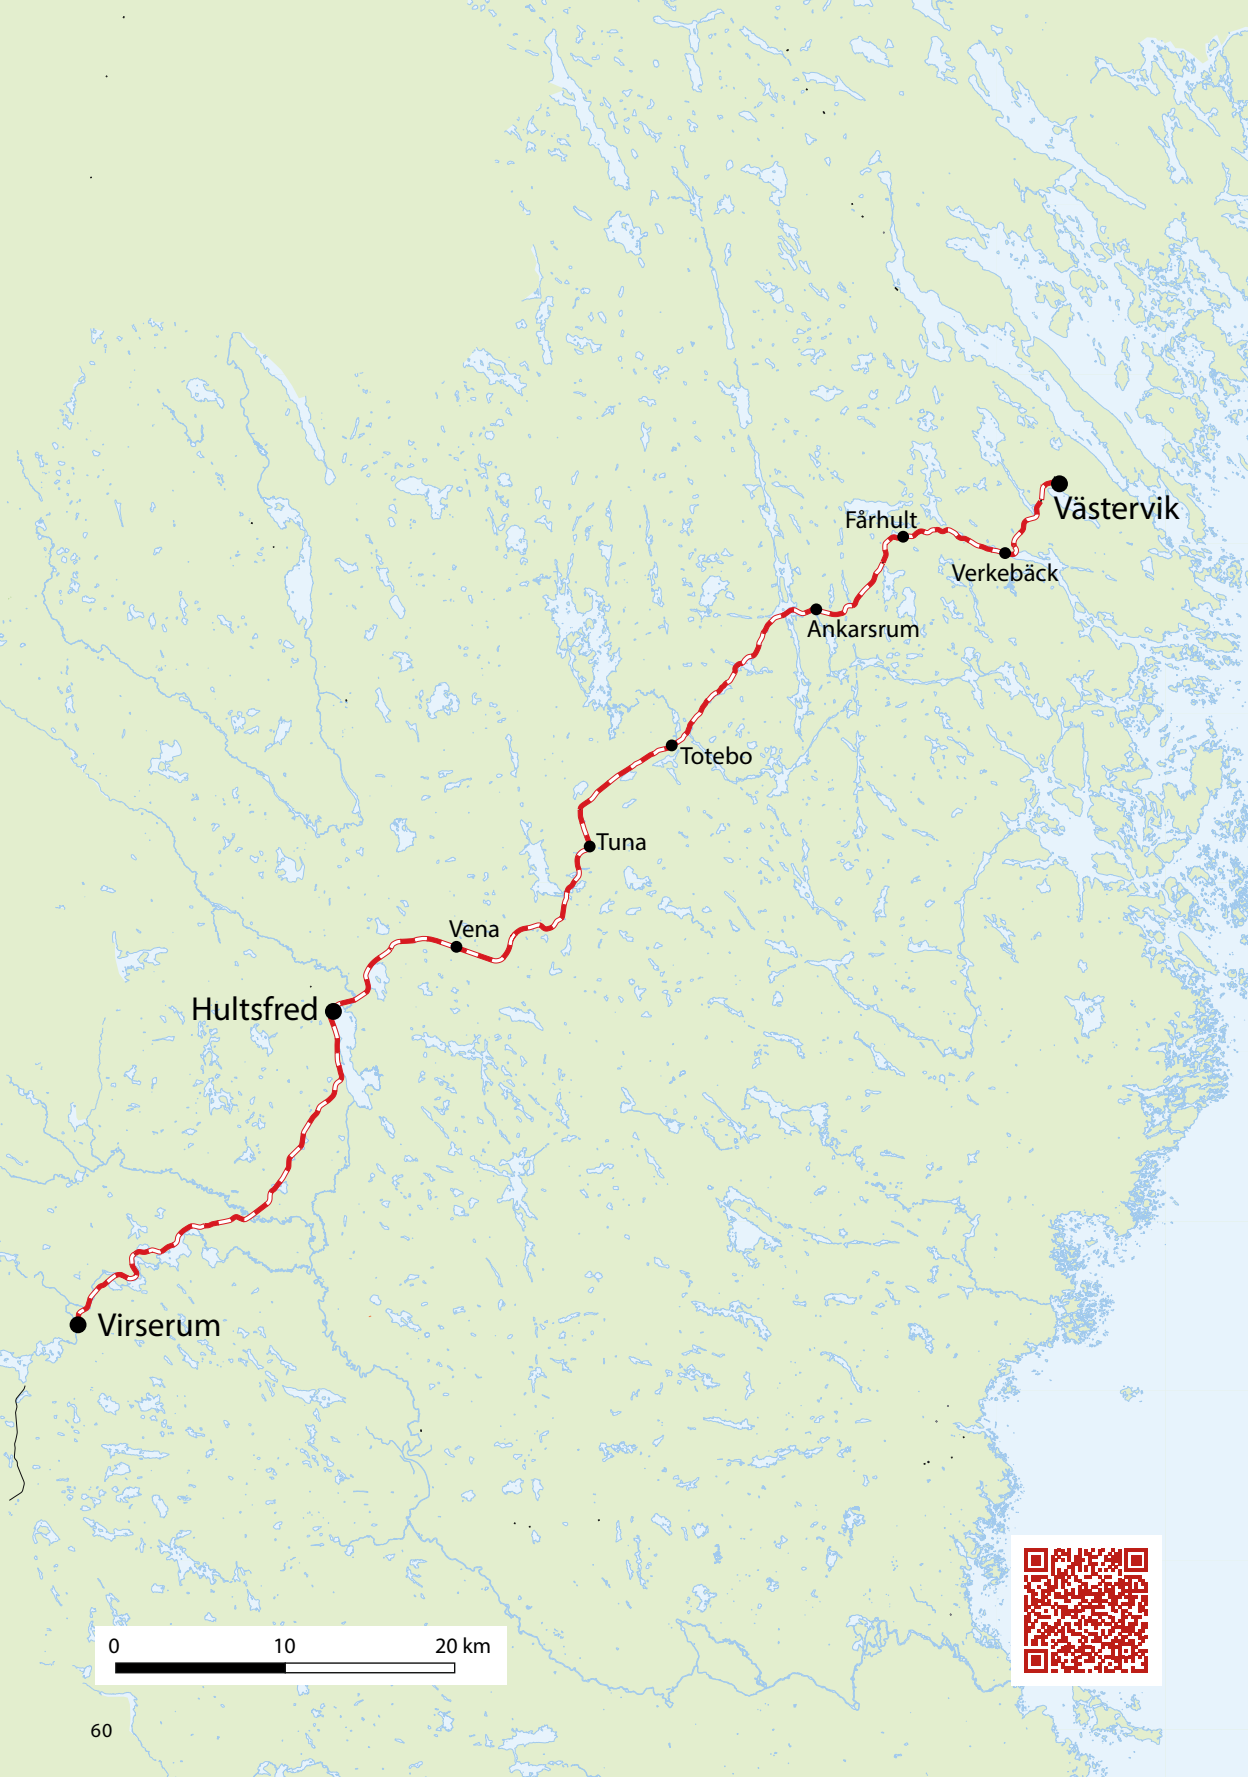 Västervik
Fårhult
Verkebäck
Ankarsrum
Totebo
Tuna
Vena
Hultsfred
Virserum
0 10 20 km
60